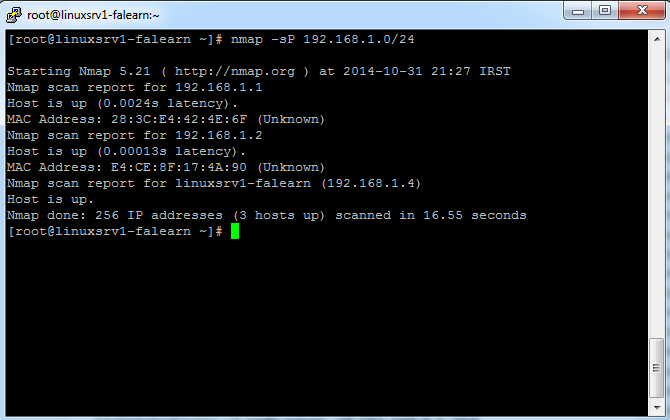 root@linuxsrv1-falearn:~
[root@linuxsrv1-falearn ~]# nmap -sP 192.168.1.0/24
Starting Nmap 5.21 ( http://nmap.org ) at 2014-10-31 21:27 IRST
Nmap scan report for 192.168.1.1
Host is up (0.0024s latency).
MAC Address: 28:3C:E4:42:4E:6F (Unknown)
Nmap scan report for 192.168.1.2
Host is up (0.00013s latency).
MAC Address: E4:CE:8F:17:4A:90 (Unknown)
Nmap scan report for linuxsrv1-falearn (192.168.1.4)
Host is up.
Nmap done: 256 IP addresses (3 hosts up) scanned in 16.55 seconds
[root@linuxsrv1-falearn ~]#